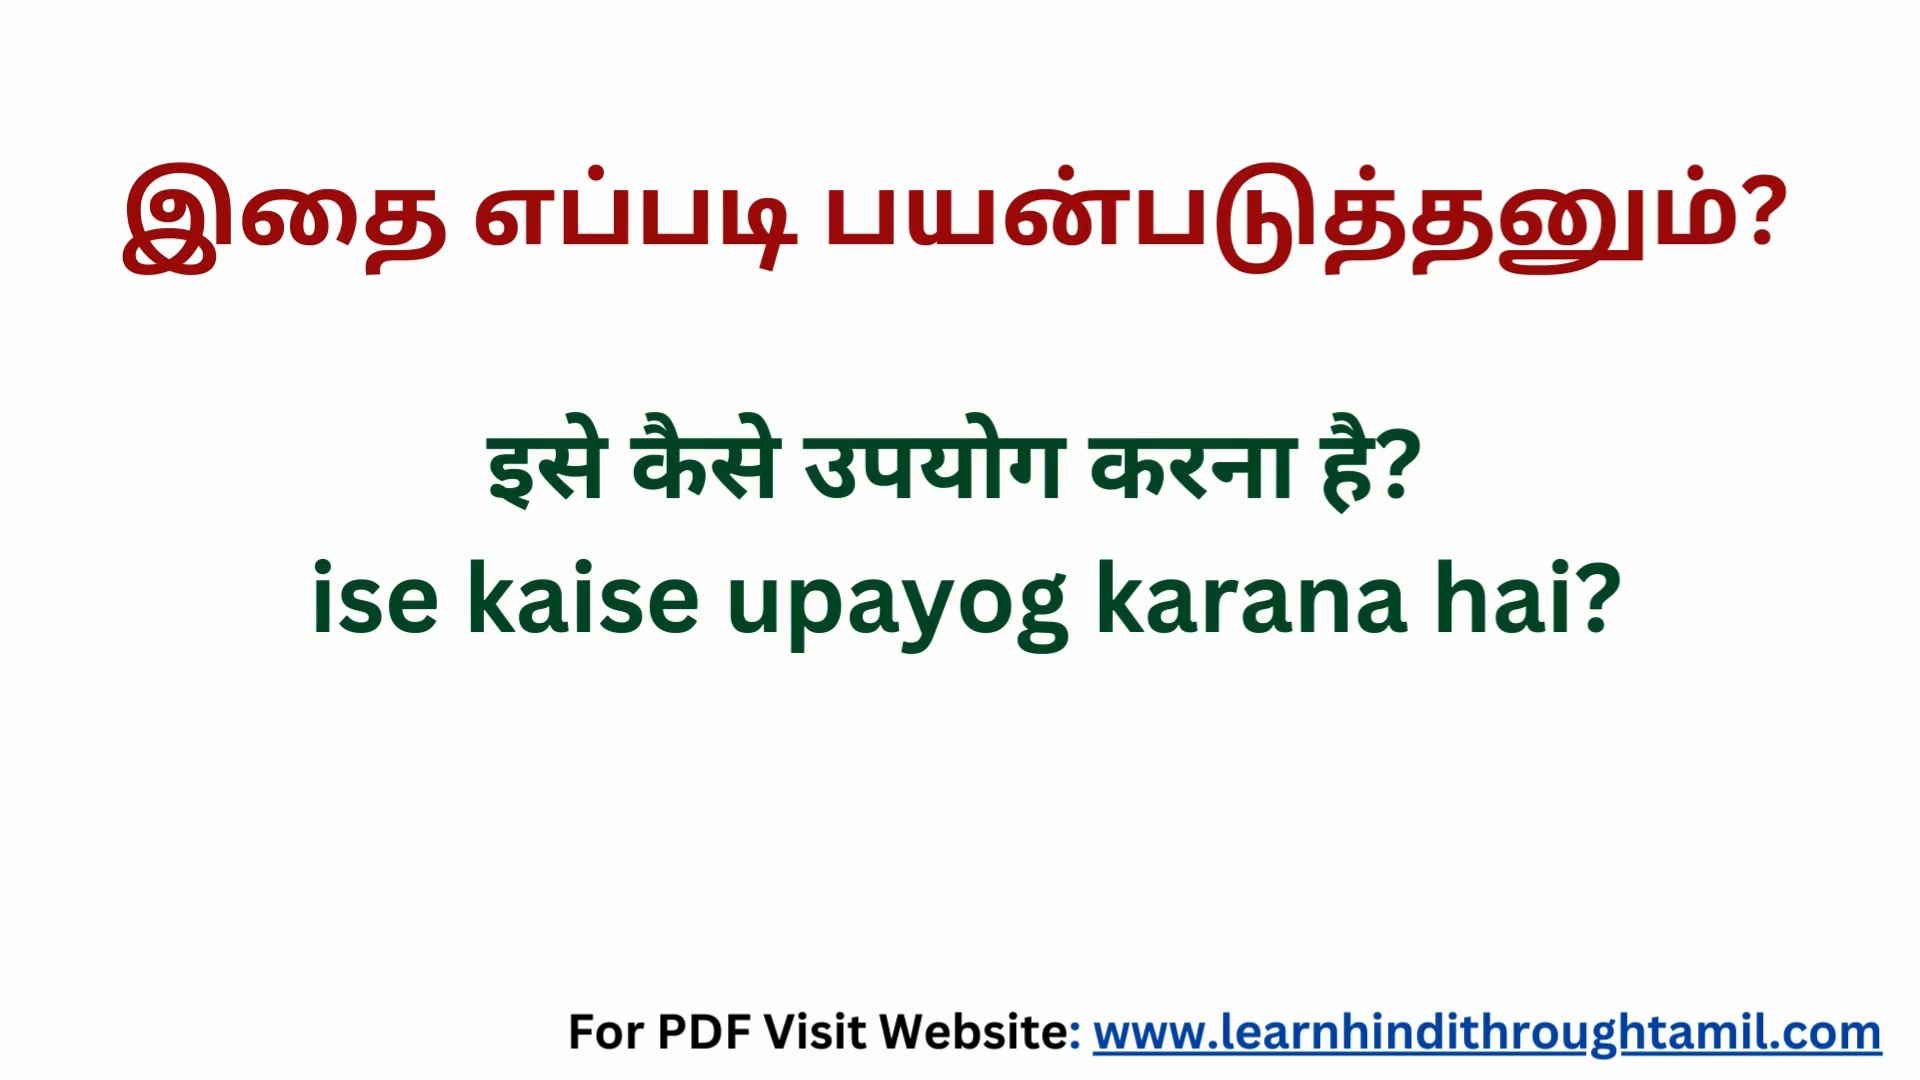 இதை எப்படி பயன்படுத்தனும்?
इसे कैसे उपयोग करना है?
ise kaise upayog karana hai?
For PDF Visit Website: www.learnhindithroughtamil.com